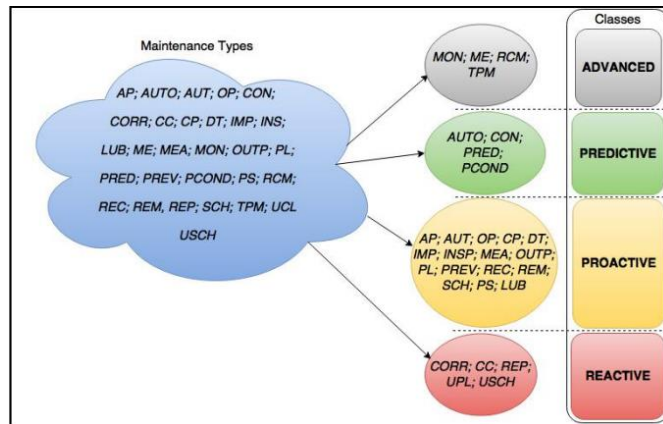 Classes
Maintenance Types
AP; AUTO; AUT; OP; CON;
CORR; CC; CP; DT; IMP; INS;
LUB; ME; MEA; MON; OUTP; PL;
PRED; PREV; PCOND; PS; RCM;
REC; REM, REP; SCH; TPM; UCL
USCH
MON; ME; RCM;
TPM
ADVANCED
AUTO; CON;
PRED;
PCOND
PREDICTIVE
AP; AUT; OP; CP; DT;
IMP; INSP; MEA; OUTP;
PL; PREV; REC; REM;
SCH; PS; LUB
PROACTIVE
CORR; CC; REP;
UPL; USCH
REACTIVE